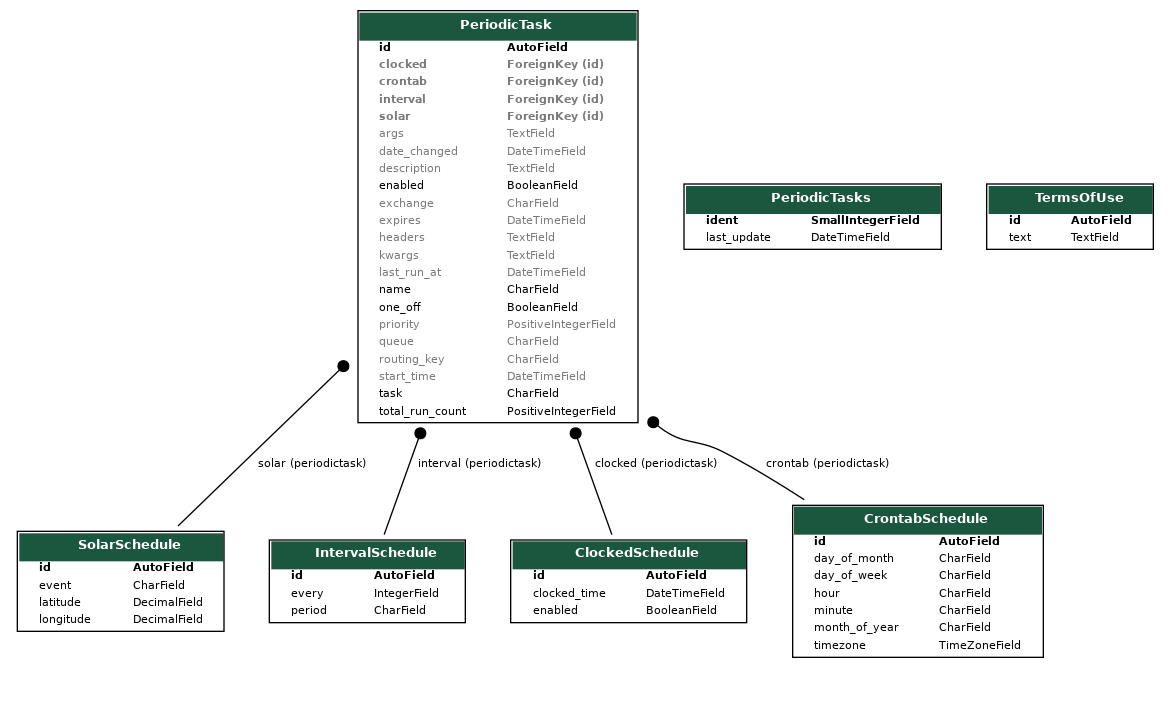 PeriodicTask
id AutoField
clocked ForeignKey (id)
crontab ForeignKey (id)
interval ForeignKey (id)
solar ForeignKey (id)
args TextField
date_changed DateTimeField
description TextField
enabled BooleanField
exchange CharField
expires DateTimeField
headers TextField
kwargs TextField
last_run_at DateTimeField
name CharField
one_off BooleanField
priority PositiveIntegerField
queue CharField
routing_key CharField
start_time DateTimeField
task CharField
total_run_count PositiveIntegerField
PeriodicTasks
ident SmallIntegerField
last_update DateTimeField
TermsOfUse
id AutoField
text TextField
solar (periodictask)
interval (periodictask)
clocked (periodictask)
crontab (periodictask)
SolarSchedule
id AutoField
event CharField
latitude DecimalField
longitude DecimalField
IntervalSchedule
id AutoField
every IntegerField
period CharField
ClockedSchedule
id AutoField
clocked_time DateTimeField
enabled BooleanField
CrontabSchedule
id AutoField
day_of_month CharField
day_of_week CharField
hour CharField
minute CharField
month_of_year CharField
timezone TimeZoneField